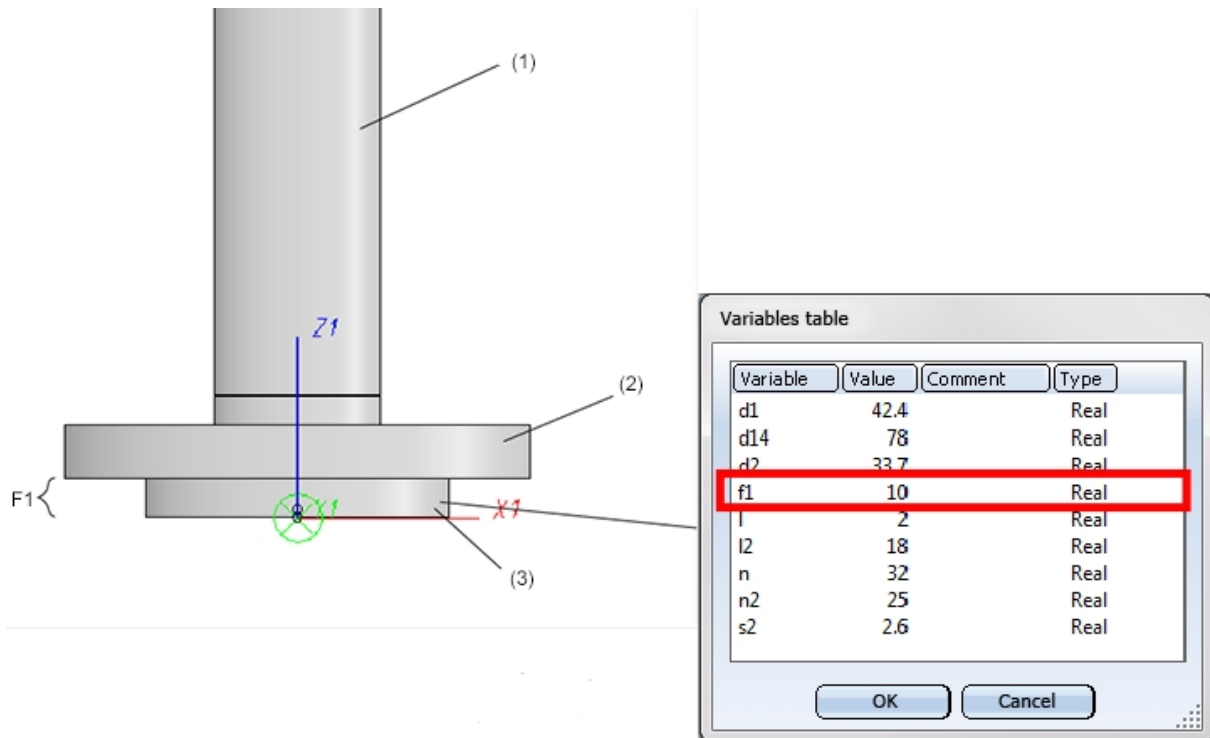 (1)
Z1
(2)
F1
Y1
X1
(3)
Variables table
Variable Value Comment Type
d1 42.4 Real
d14 78 Real
d2 33.7 Real
f1 10 Real
l 2 Real
l2 18 Real
n 32 Real
n2 25 Real
s2 2.6 Real
OK Cancel